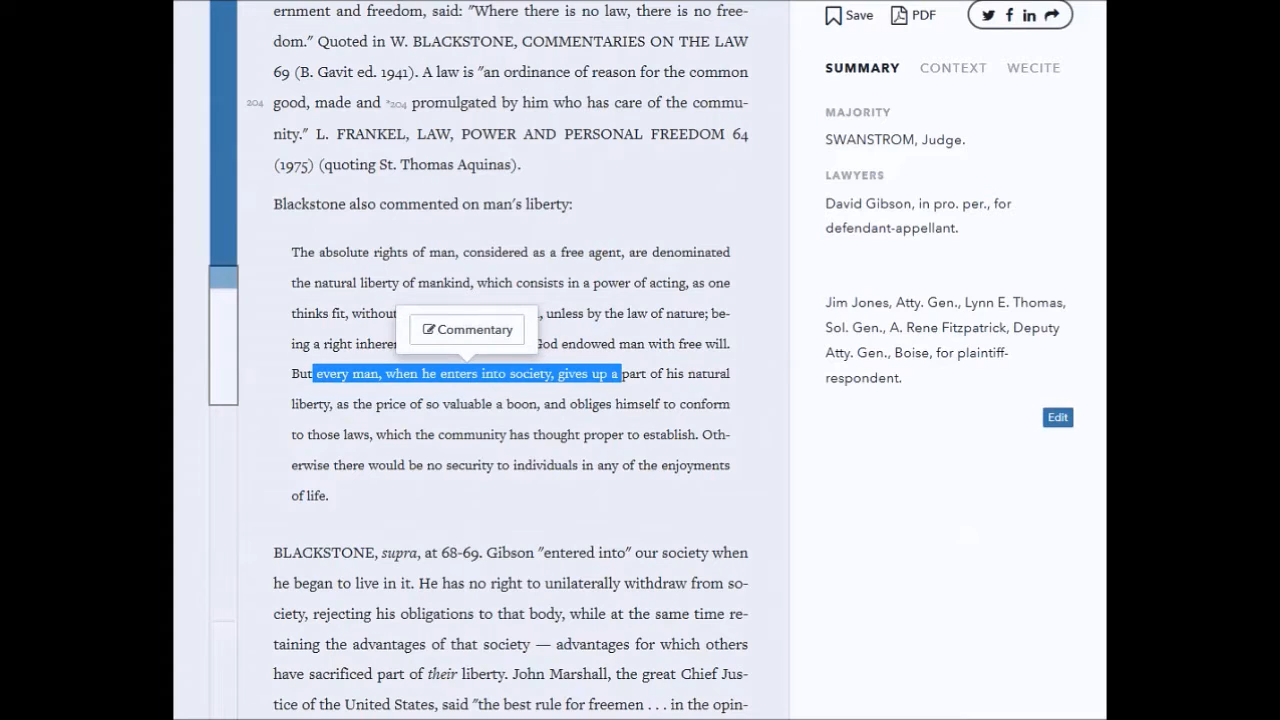 ernment and freedom, said: "Where there is no law, there is no free-
dom." Quoted in W. BLACKSTONE, COMMENTARIES ON THE LAW
69 (B. Gavit ed. 1941). A law is "an ordinance of reason for the common
204 good, made and *204 promulgated by him who has care of the commu-
nity." L. FRANKEL, LAW, POWER AND PERSONAL FREEDOM 64
(1975) (quoting St. Thomas Aquinas).
Blackstone also commented on man's liberty:
The absolute rights of man, considered as a free agent, are denominated
the natural liberty of mankind, which consists in a power of acting, as one
thinks fit, without , unless by the law of nature; be-
ing a right inheren God endowed man with free will.
Commentary
But every man, when he enters into society, gives up a part of his natural
liberty, as the price of so valuable a boon, and obliges himself to conform
to those laws, which the community has thought proper to establish. Oth-
erwise there would be no security to individuals in any of the enjoyments
of life.
BLACKSTONE, supra, at 68-69. Gibson "entered into" our society when
he began to live in it. He has no right to unilaterally withdraw from so-
ciety, rejecting his obligations to that body, while at the same time re-
taining the advantages of that society — advantages for which others
have sacrificed part of their liberty. John Marshall, the great Chief Jus-
tice of the United States, said "the best rule for freemen . . . in the opin-
Save PDF
SUMMARY CONTEXT WECITE
MAJORITY
SWANSTROM, Judge.
LAWYERS
David Gibson, in pro. per., for
defendant-appellant.
Jim Jones, Atty. Gen., Lynn E. Thomas,
Sol. Gen., A. Rene Fitzpatrick, Deputy
Atty. Gen., Boise, for plaintiff-
respondent.
Edit